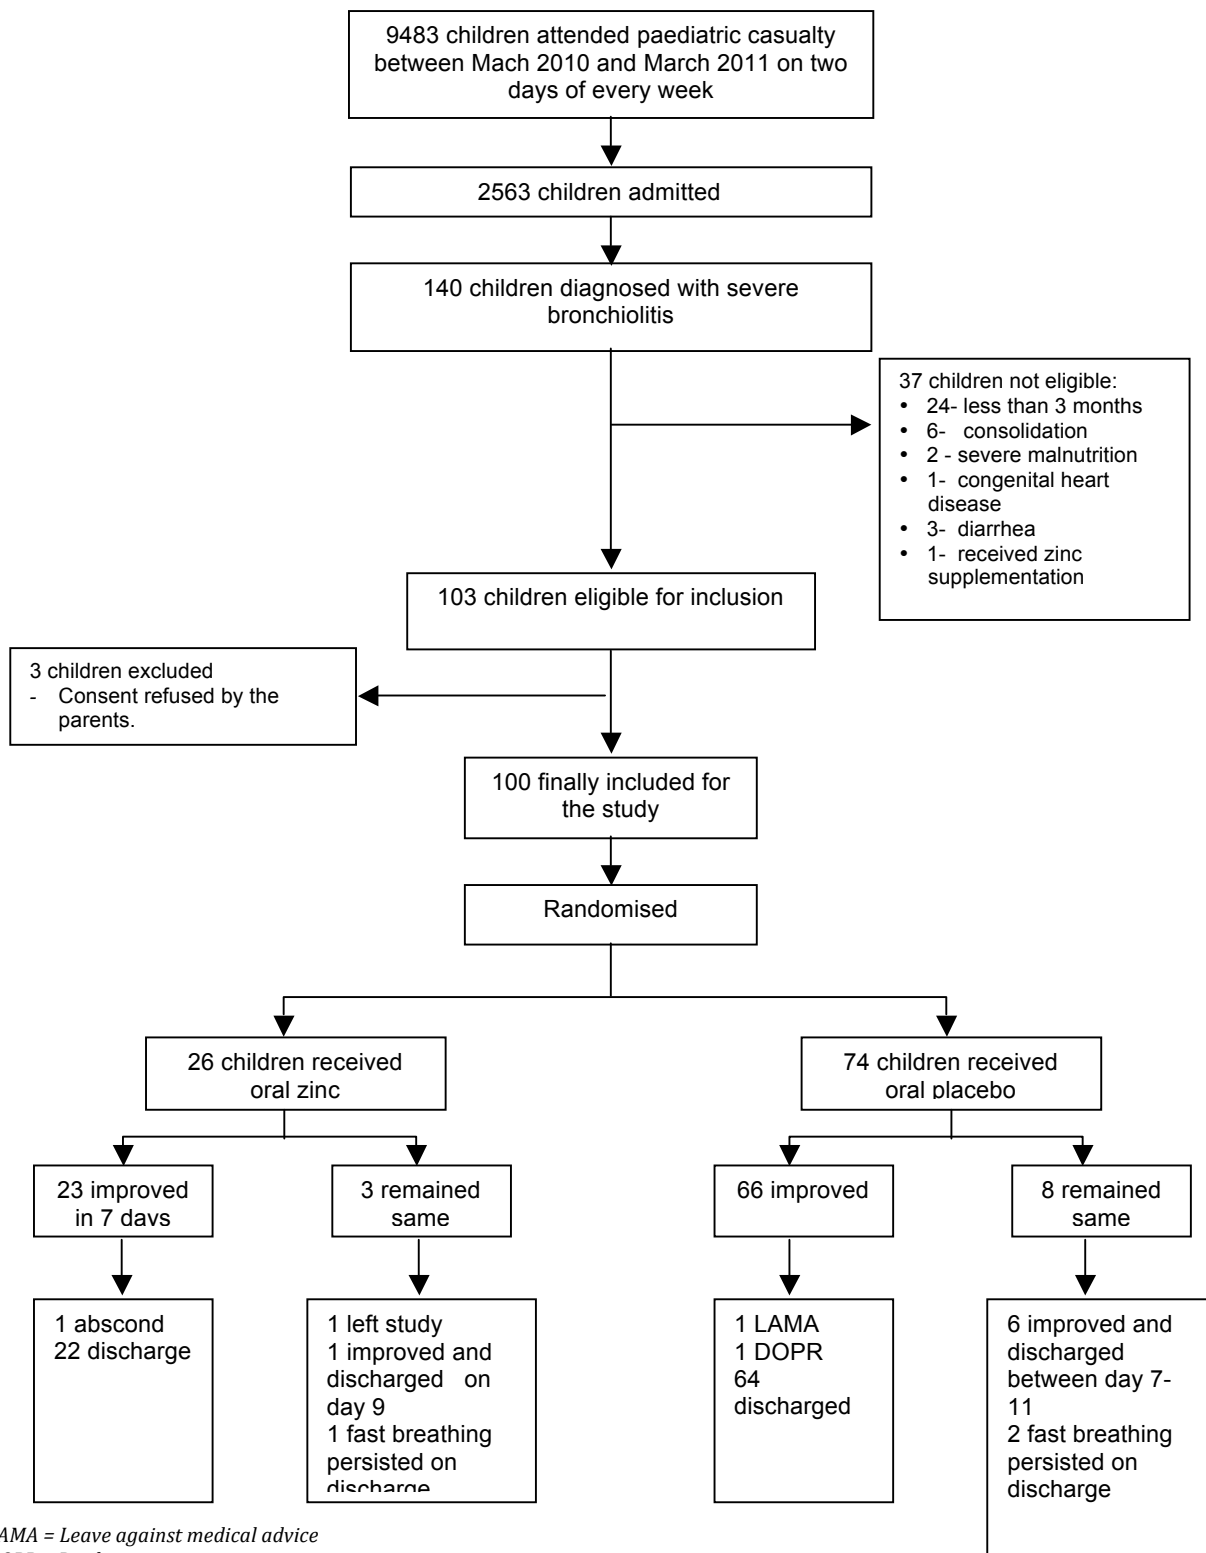 9483 children attended paediatric casualty
between Mach 2010 and March 2011 on two
days of every week
2563 children admitted
140 children diagnosed with severe
bronchiolitis
37 children not eligible:
• 24- less than 3 months
• 6- consolidation
• 2 - severe malnutrition
• 1- congenital heart
disease
• 3- diarrhea
• 1- received zinc
supplementation
103 children eligible for inclusion
3 children excluded
- Consent refused by the
parents.
100 finally included for
the study
Randomised
26 children received
oral zinc
74 children received
oral placebo
23 improved
in 7 days
3 remained
same
66 improved
8 remained
same
1 abscond
22 discharge
1 left study
1 improved and
discharged on
day 9
1 fast breathing
persisted on
discharge
1 LAMA
1 DOPR
64
discharged
6 improved and
discharged
between day 7-
11
2 fast breathing
persisted on
discharge
AMA = Leave against medical advice